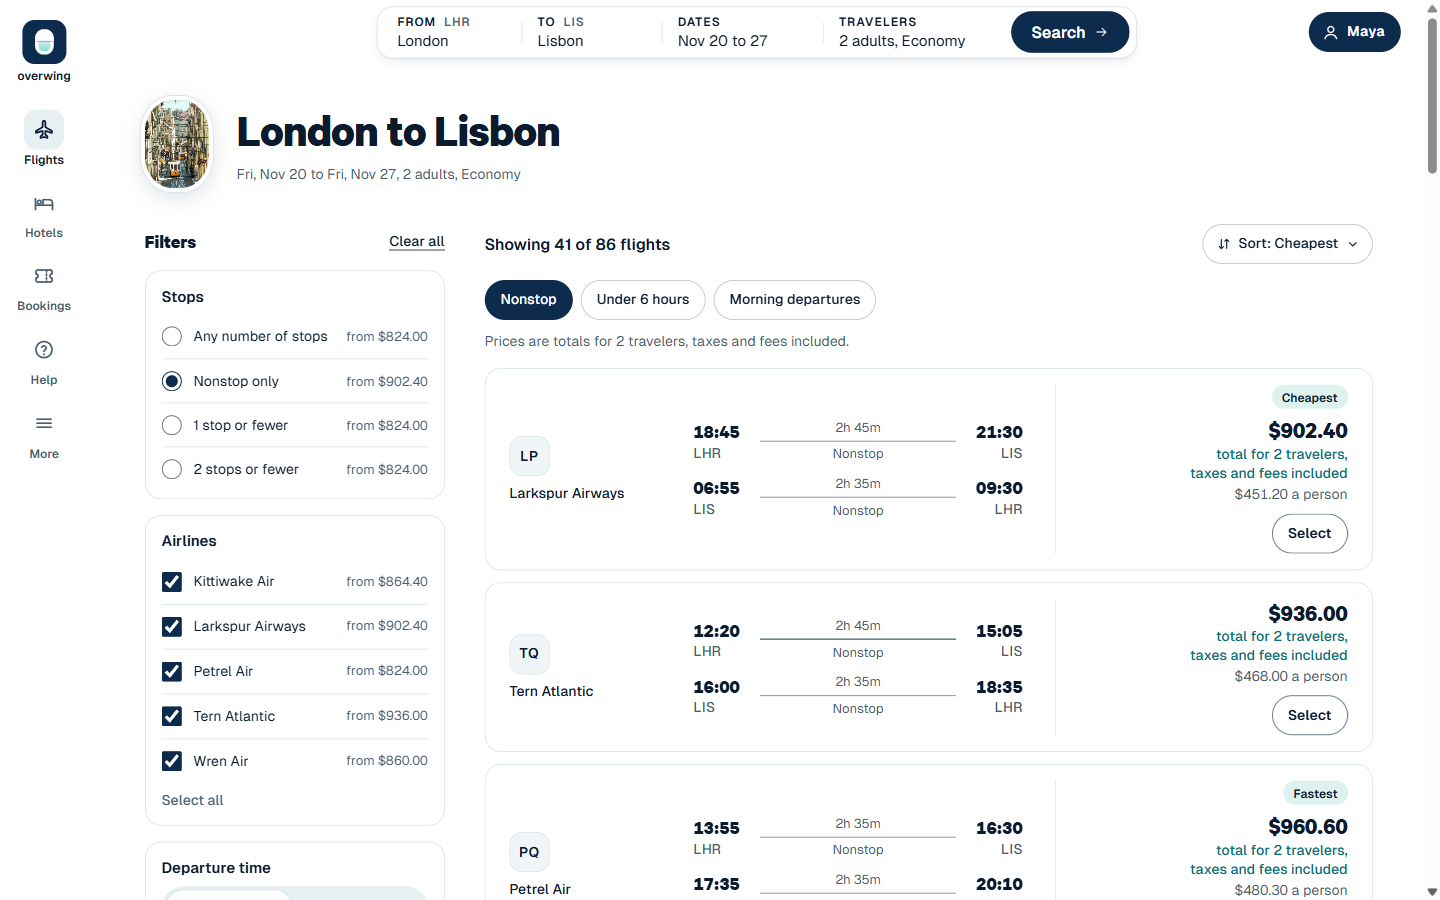 overwing
Flights
Hotels
Bookings
Help
More
FROM LHR
London
TO LIS
Lisbon
DATES
Nov 20 to 27
TRAVELERS
2 adults, Economy
Search
Maya
London to Lisbon
Fri, Nov 20 to Fri, Nov 27, 2 adults, Economy
Filters
Clear all
Stops
Any number of stops from $824.00
Nonstop only from $902.40
1 stop or fewer from $824.00
2 stops or fewer from $824.00
Airlines
Kittiwake Air from $864.40
Larkspur Airways from $902.40
Petrel Air from $824.00
Tern Atlantic from $936.00
Wren Air from $860.00
Select all
Departure time
Showing 41 of 86 flights
Sort: Cheapest
Nonstop
Under 6 hours
Morning departures
Prices are totals for 2 travelers, taxes and fees included.
LP
Larkspur Airways
18:45 2h 45m 21:30
LHR Nonstop LIS
06:55 2h 35m 09:30
LIS Nonstop LHR
Cheapest
$902.40
total for 2 travelers,
taxes and fees included
$451.20 a person
Select
TQ
Tern Atlantic
12:20 2h 45m 15:05
LHR Nonstop LIS
16:00 2h 35m 18:35
LIS Nonstop LHR
$936.00
total for 2 travelers,
taxes and fees included
$468.00 a person
Select
PQ
Petrel Air
13:55 2h 35m 16:30
LHR Nonstop LIS
17:35 2h 35m 20:10
Fastest
$960.60
total for 2 travelers,
taxes and fees included
$480.30 a person